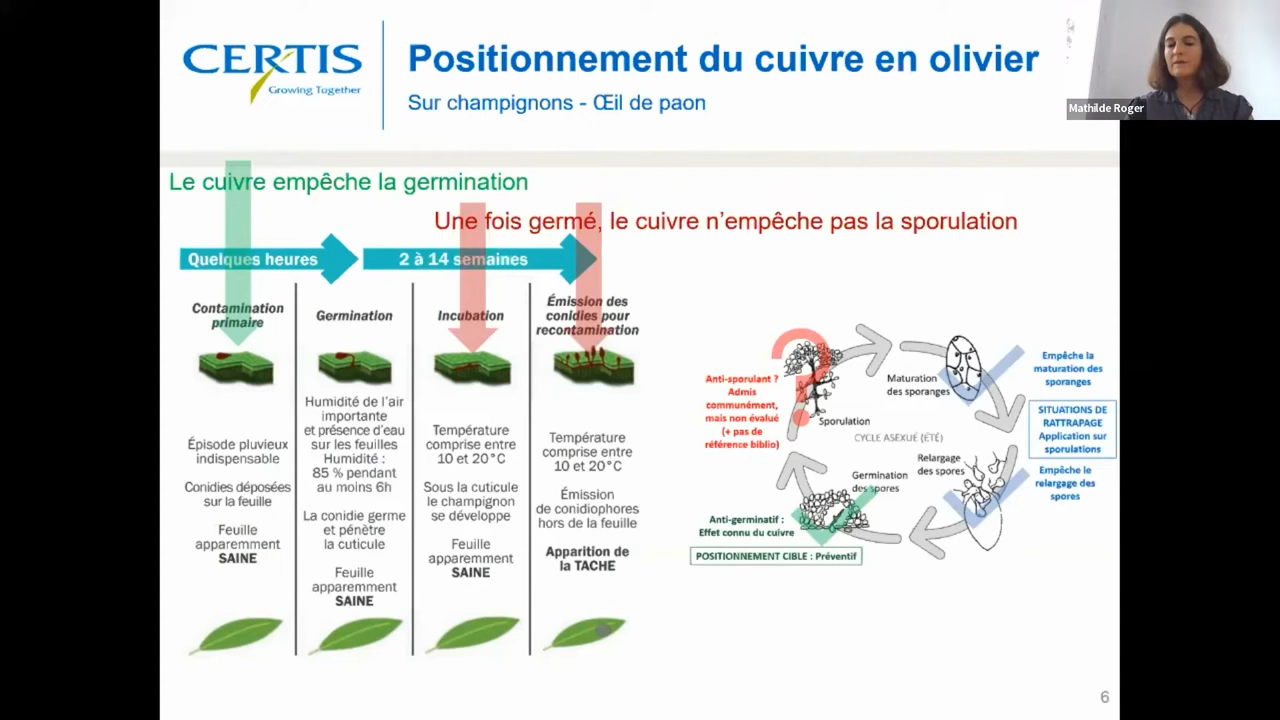 CERTIS
Growing Together
Positionnement du cuivre en olivier
Sur champignons - Œil de paon
Mathilde Roger
Le cuivre empêche la germination
Une fois germé, le cuivre n'empêche pas la sporulation
Quelques heures
2 à 14 semaines
Contamination
primaire
Épisode pluvieux
indispensable
Conidies déposées
sur la feuille
Feuille
apparemment
SAINE
Germination
Humidité de l'air
importante
et présence d'eau
sur les feuilles
Humidité :
85 % pendant
au moins 6h
La conidie germe
et pénètre
la cuticule
Feuille
apparemment
SAINE
Incubation
Température
comprise entre
10 et 20°C
Sous la cuticule
le champignon
se développe
Feuille
apparemment
SAINE
Émission des
conidies pour
recontamination
Température
comprise entre
10 et 20°C
Émission
de conidiophores
hors de la feuille
Apparition de
la TACHE
Anti-sporulant ?
Admis
communément,
mais non évalué
(+ pas de
référence biblio)
?
Sporulation
Maturation
des sporanges
Empêche la
maturation des
sporanges
SITUATIONS DE
RATTRAPAGE
Application sur
sporulations
CYCLE ASEXUÉ (ÉTÉ)
Relargage
des spores
Empêche le
relargage des
spores
Germination
des spores
Anti-germinatif :
Effet connu du cuivre
POSITIONNEMENT CIBLE : Préventif
6